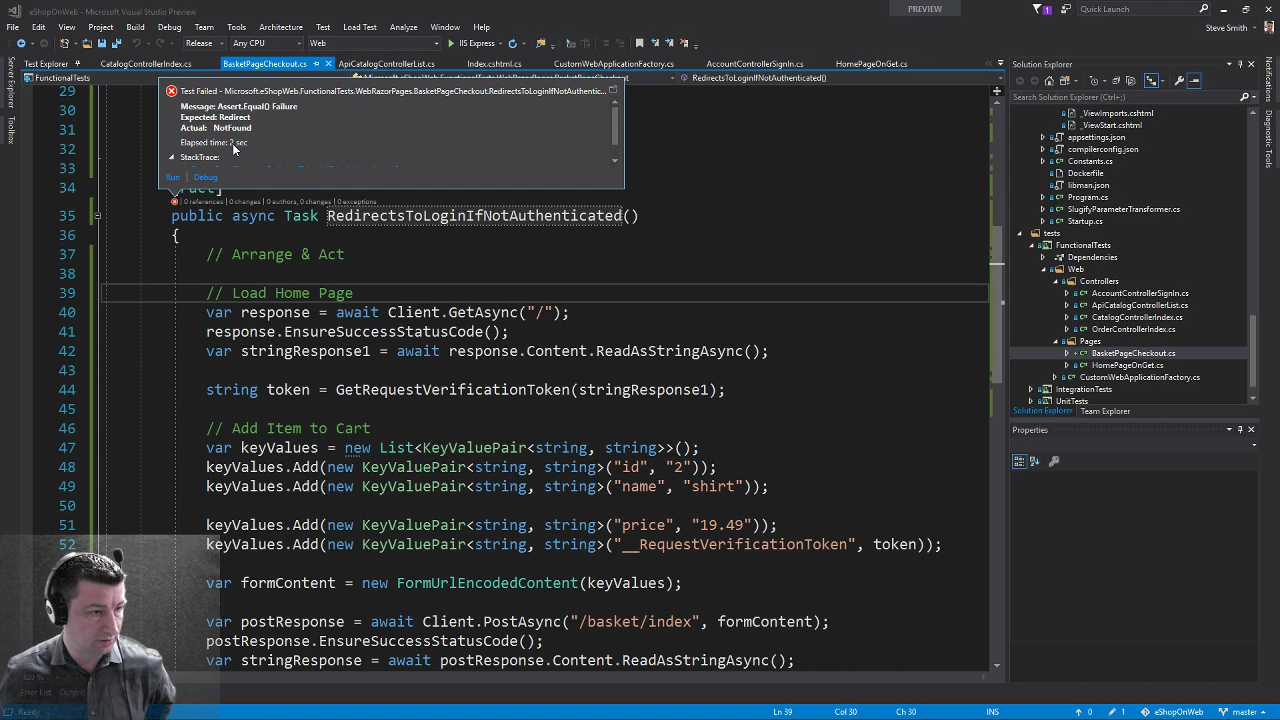 eShopOnWeb - Microsoft Visual Studio Preview
PREVIEW
1
Quick Launch
File Edit View Project Build Debug Team Tools Architecture Test Load Test Analyze Window Help
Steve Smith
Release Any CPU Web IIS Express
Test Explorer CatalogControllerIndex.cs BasketPageCheckout.cs ApiCatalogControllerList.cs Index.cshtml.cs CustomWebApplicationFactory.cs AccountControllerSignIn.cs HomePageOnGet.cs
FunctionalTests
RedirectsToLoginIfNotAuthenticated()
Server Explorer
Toolbox
Test Failed - Microsoft.eShopWeb.FunctionalTests.WebRazorPages.BasketPageCheckout.RedirectsToLoginIfNotAuthentic...
Message: Assert.Equal() Failure
Expected: Redirect
Actual: NotFound
Elapsed time: 2 sec
StackTrace:
Run Debug
29
30
31
32
33
34 [Fact]
0 references | 0 changes | 0 authors, 0 changes | 0 exceptions
35 public async Task RedirectsToLoginIfNotAuthenticated()
36 {
37 // Arrange & Act
38
39 // Load Home Page
40 var response = await Client.GetAsync("/");
41 response.EnsureSuccessStatusCode();
42 var stringResponse1 = await response.Content.ReadAsStringAsync();
43
44 string token = GetRequestVerificationToken(stringResponse1);
45
46 // Add Item to Cart
47 var keyValues = new List<KeyValuePair<string, string>>();
48 keyValues.Add(new KeyValuePair<string, string>("id", "2"));
49 keyValues.Add(new KeyValuePair<string, string>("name", "shirt"));
50
51 keyValues.Add(new KeyValuePair<string, string>("price", "19.49"));
52 keyValues.Add(new KeyValuePair<string, string>("__RequestVerificationToken", token));
var formContent = new FormUrlEncodedContent(keyValues);
var postResponse = await Client.PostAsync("/basket/index", formContent);
postResponse.EnsureSuccessStatusCode();
var stringResponse = await postResponse.Content.ReadAsStringAsync();
Solution Explorer
Search Solution Explorer (Ctrl+;)
_ViewImports.cshtml
_ViewStart.cshtml
appsettings.json
compilerconfig.json
Constants.cs
Dockerfile
libman.json
Program.cs
SlugifyParameterTransformer.cs
Startup.cs
tests
FunctionalTests
Dependencies
Web
Controllers
AccountControllerSignIn.cs
ApiCatalogControllerList.cs
CatalogControllerIndex.cs
OrderControllerIndex.cs
Pages
BasketPageCheckout.cs
HomePageOnGet.cs
CustomWebApplicationFactory.cs
IntegrationTests
UnitTests
Solution Explorer Team Explorer
Properties
Error List Output
Ready
Ln 39 Col 30 Ch 30 INS 0 1 eShopOnWeb master